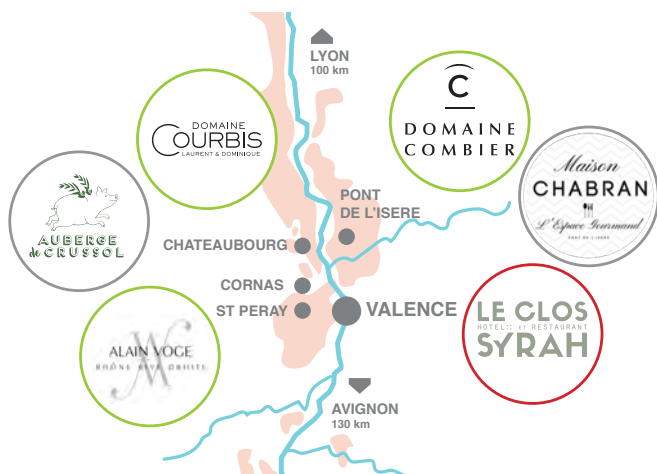 LYON
100 km
DOMAINE
COURBIS
LAURENT & DOMINIQUE
C
DOMAINE
COMBIER
Maison
CHABRAN
L'Espace Gourmand
PONT DE L'ISERE
AUBERGE
de CRUSSOL
PONT
DE L'ISERE
CHATEAUBOURG
CORNAS
ST PERAY
VALENCE
LE CLOS
HOTEL:: et RESTAURANT
SYRAH
ALAIN VOGE
RHÔNE RIVE DROITE
AVIGNON
130 km